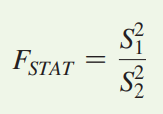 F_STAT = S_1^2 / S_2^2